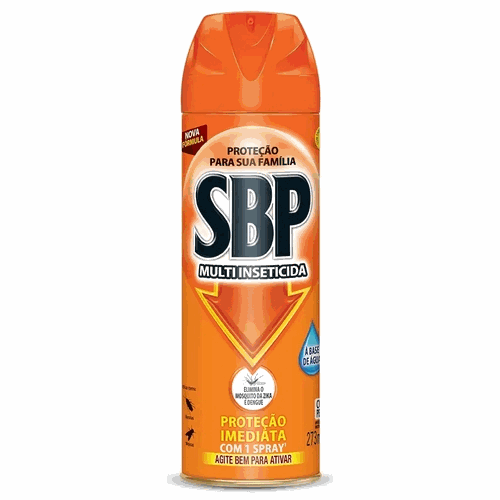 NOVA
FÓRMULA
PROTEÇÃO
PARA SUA FAMÍLIA
SBP
MULTI INSETICIDA
À BASE
DE ÁGUA
ELIMINA O
MOSQUITO DA ZIKA
E DENGUE
PROTEÇÃO
IMEDIATA
COM 1 SPRAY
AGITE BEM PARA ATIVAR